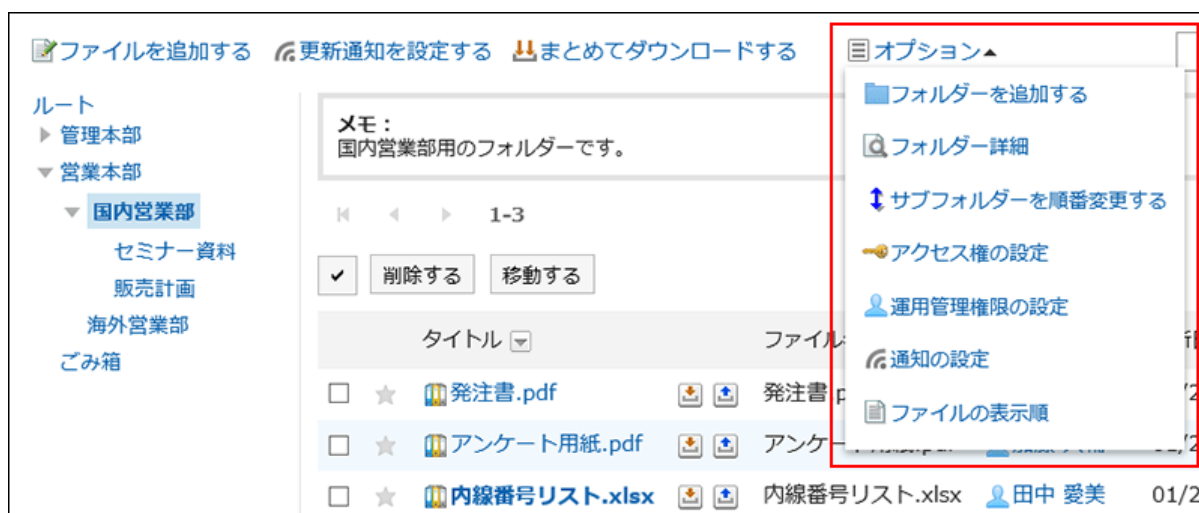 ファイルを追加する 更新通知を設定する まとめてダウンロードする オプション
ルート
管理本部
営業本部
国内営業部
セミナー資料
販売計画
海外営業部
ごみ箱
メモ：
国内営業部用のフォルダーです。
1-3
削除する 移動する
タイトル ファイル
発注書.pdf 発注書
アンケート用紙.pdf アンケ
内線番号リスト.xlsx 内線番号リスト.xlsx 田中 愛美 01/2
フォルダーを追加する
フォルダー詳細
サブフォルダーを順番変更する
アクセス権の設定
運用管理権限の設定
通知の設定
ファイルの表示順